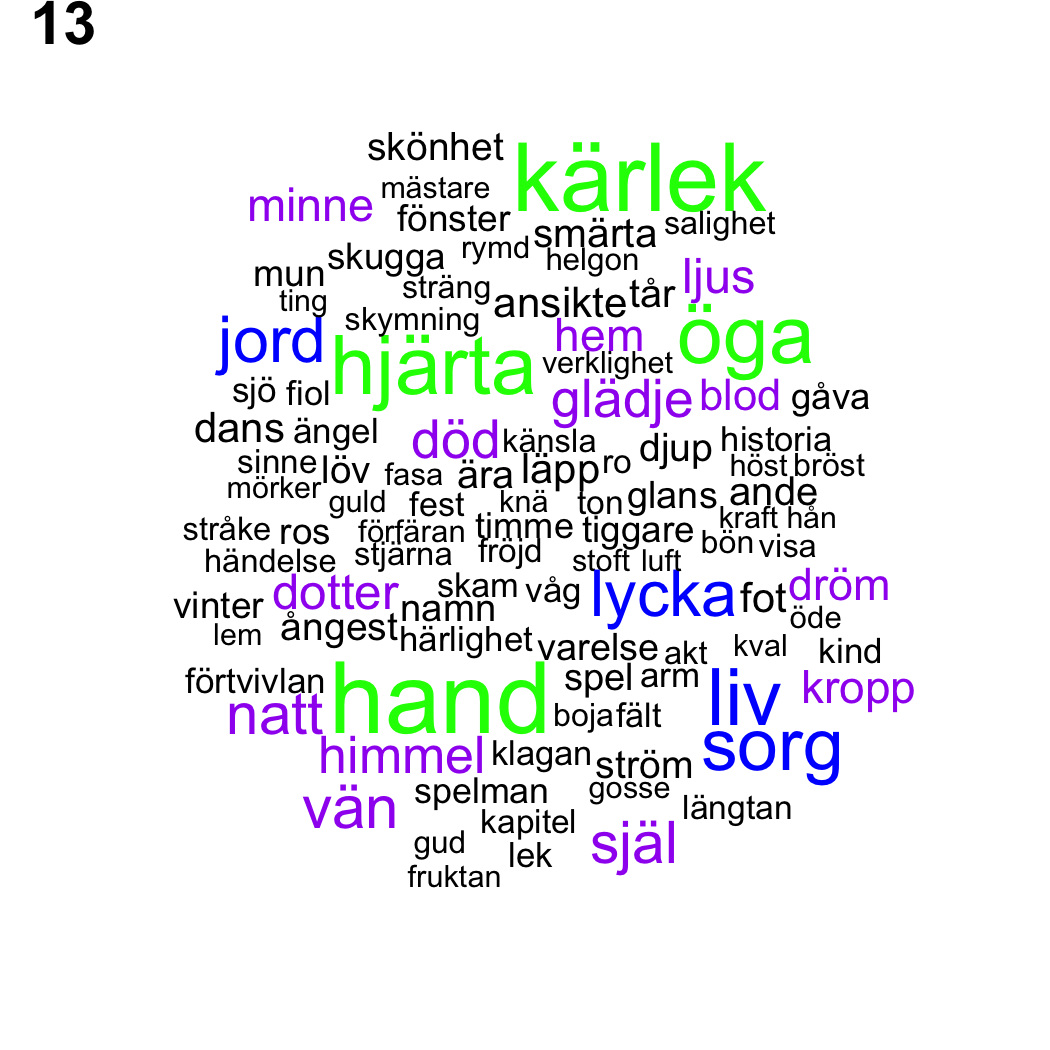 13
skönhet kärlek
minne mästare
fönster smärta salighet
skugga rymd helgon
mun sträng ansikte tår ljus
ting skymning hem öga
jord hjärta verklighet
sjö fiol glädje blod gåva
dans ängel död känsla djup historia
sinne löv fasa ära läpp ro höst bröst
mörker guld fest knä ton glans ande
stråke ros förfäran timme tiggare kraft hån
händelse stjärna fröjd stoft luft bön visa
dotter skam våg lycka fot dröm
vinter namn öde
lem ångest härlighet varelse akt kval kind
förtvivlan hand spel arm liv kropp
natt boja fält
himmel klagan ström sorg
vän spelman gosse längtan
kapitel själ
gud lek
fruktan